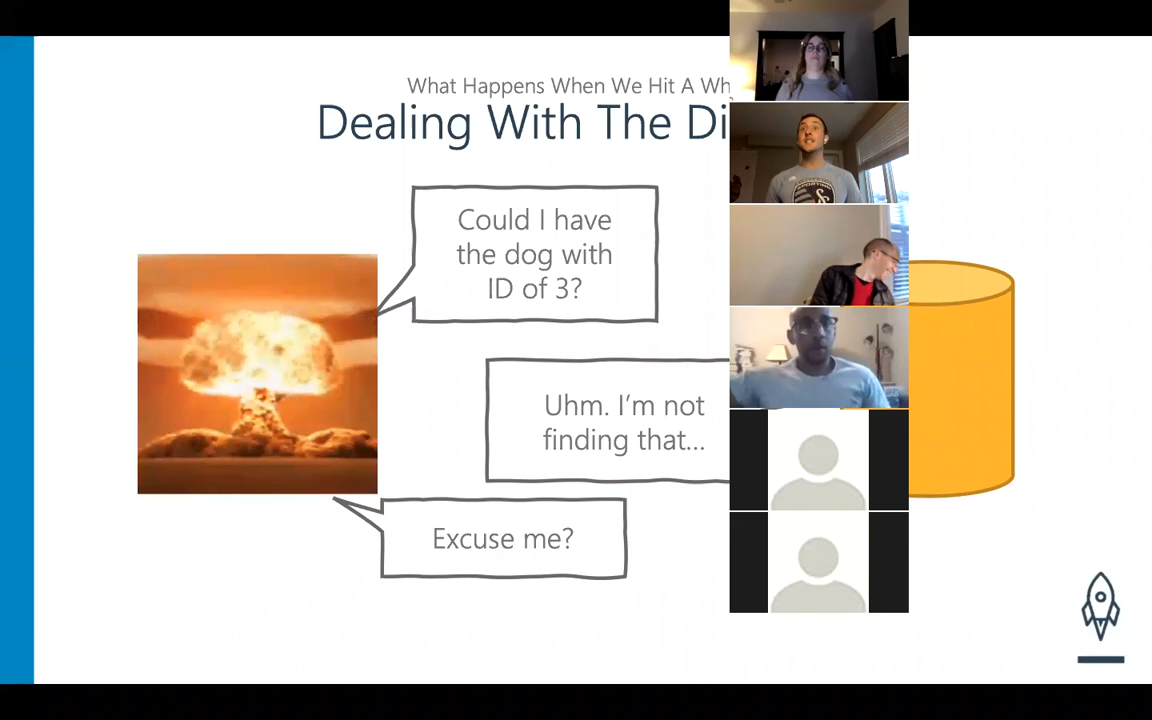 What Happens When We Hit A Wh
Dealing With The Di
Could I have
the dog with
ID of 3?
Uhm. I'm not
finding that...
Excuse me?